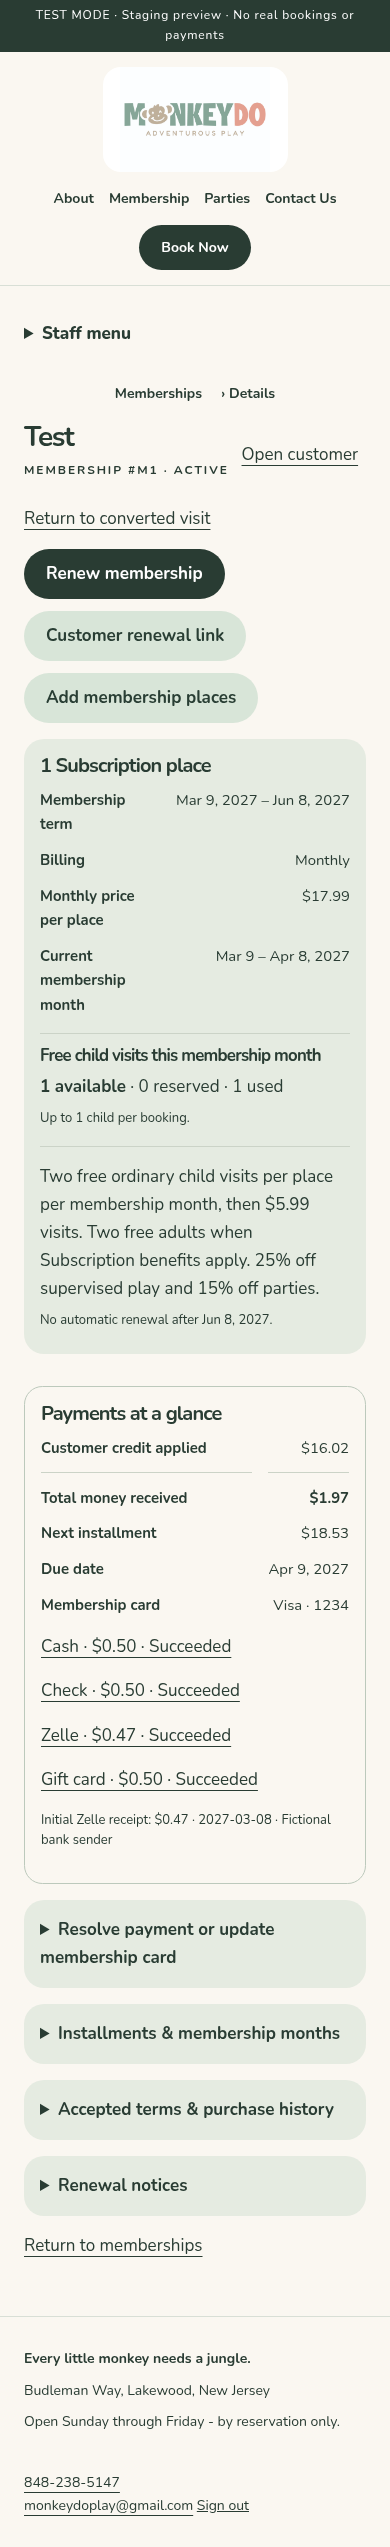 TEST MODE · Staging preview · No real bookings or
payments
MONKEYDO
ADVENTUROUS PLAY
About Membership Parties Contact Us
Book Now
▶ Staff menu
Memberships › Details
Test
MEMBERSHIP #M1 · ACTIVE
Open customer
Return to converted visit
Renew membership
Customer renewal link
Add membership places
1 Subscription place
Membership term Mar 9, 2027 – Jun 8, 2027
Billing Monthly
Monthly price per place $17.99
Current membership month Mar 9 – Apr 8, 2027
Free child visits this membership month
1 available · 0 reserved · 1 used
Up to 1 child per booking.
Two free ordinary child visits per place
per membership month, then $5.99
visits. Two free adults when
Subscription benefits apply. 25% off
supervised play and 15% off parties.
No automatic renewal after Jun 8, 2027.
Payments at a glance
Customer credit applied $16.02
Total money received $1.97
Next installment $18.53
Due date Apr 9, 2027
Membership card Visa · 1234
Cash · $0.50 · Succeeded
Check · $0.50 · Succeeded
Zelle · $0.47 · Succeeded
Gift card · $0.50 · Succeeded
Initial Zelle receipt: $0.47 · 2027-03-08 · Fictional
bank sender
▶ Resolve payment or update
membership card
▶ Installments & membership months
▶ Accepted terms & purchase history
▶ Renewal notices
Return to memberships
Every little monkey needs a jungle.
Budleman Way, Lakewood, New Jersey
Open Sunday through Friday - by reservation only.
848-238-5147
monkeydoplay@gmail.com Sign out